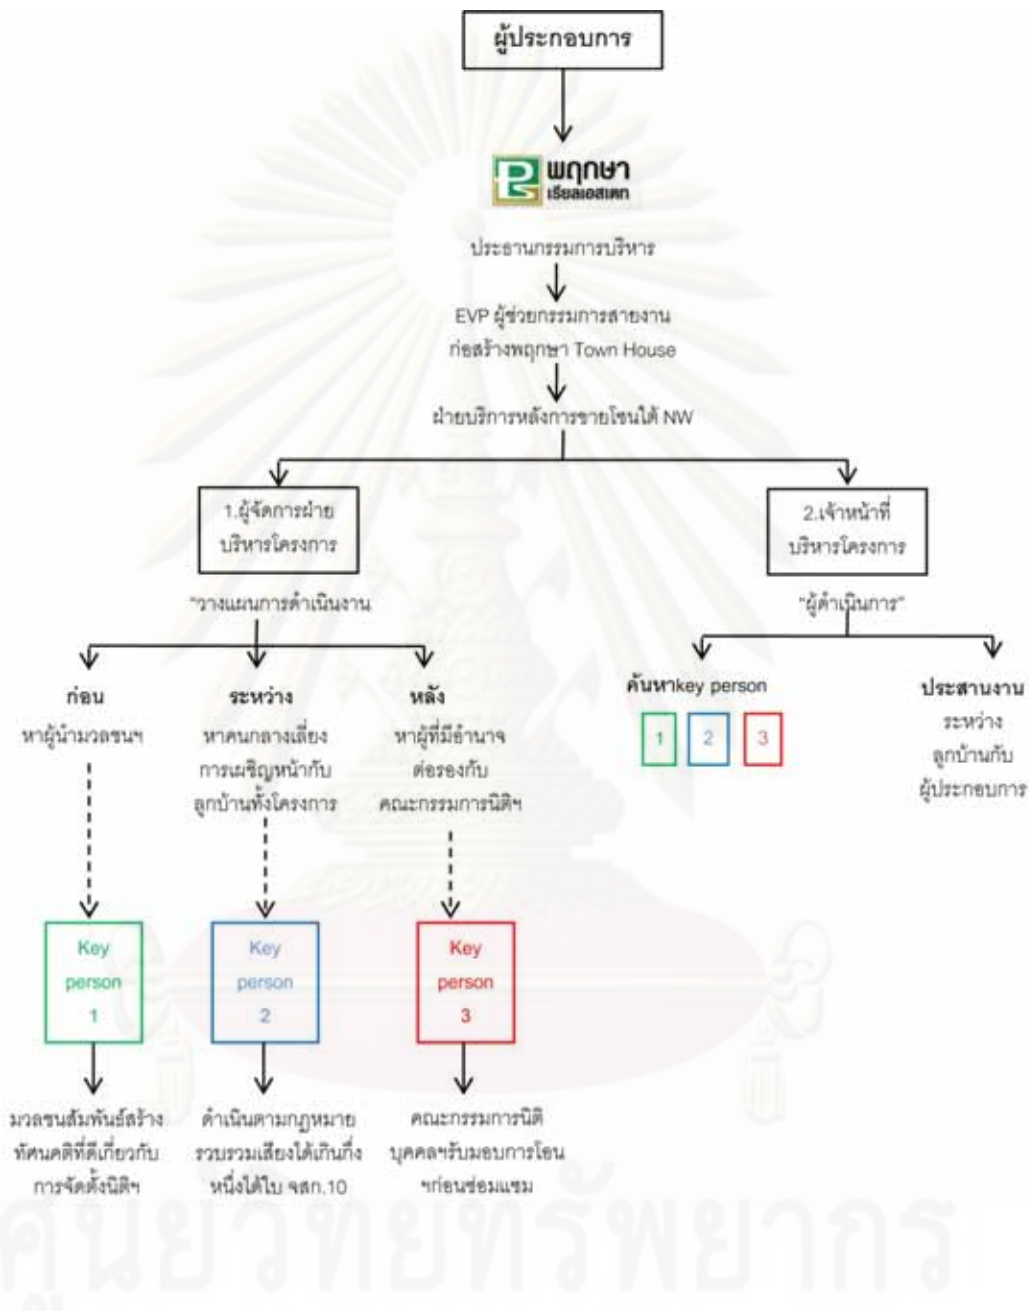 ผู้ประกอบการ
พฤกษา
เรียลเอสเตท
ประธานกรรมการบริหาร
EVP ผู้ช่วยกรรมการสายงาน
ก่อสร้างพฤกษา Town House
ฝ่ายบริการหลังการขายโซนใต้ NW
1.ผู้จัดการฝ่าย
บริหารโครงการ
"วางแผนการดำเนินงาน
2.เจ้าหน้าที่
บริหารโครงการ
"ผู้ดำเนินการ"
ก่อน
หาผู้นำมวลชนฯ
ระหว่าง
หาคนกลางเลี่ยง
การเผชิญหน้ากับ
ลูกบ้านทั้งโครงการ
หลัง
หาผู้ที่มีอำนาจ
ต่อรองกับ
คณะกรรมการนิติฯ
ค้นหาkey person
1
2
3
ประสานงาน
ระหว่าง
ลูกบ้านกับ
ผู้ประกอบการ
Key
person
1
Key
person
2
Key
person
3
มวลชนสัมพันธ์สร้าง
ทัศนคติที่ดีเกี่ยวกับ
การจัดตั้งนิติฯ
ดำเนินตามกฎหมาย
รวบรวมเสียงได้เกินกึ่ง
หนึ่งได้ใบ จสก.10
คณะกรรมการนิติ
บุคคลฯรับมอบการโอน
ฯก่อนซ่อมแซม
ศูนย์วิทยทรัพยากร